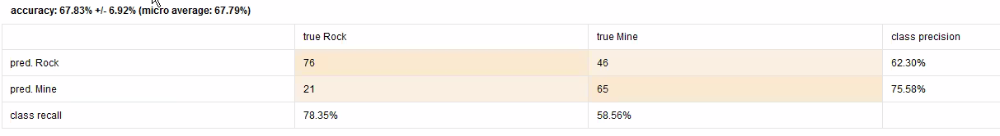 accuracy: 67.83% +/- 6.92% (micro average: 67.79%)
true Rock true Mine class precision
pred. Rock 76 46 62.30%
pred. Mine 21 65 75.58%
class recall 78.35% 58.56%